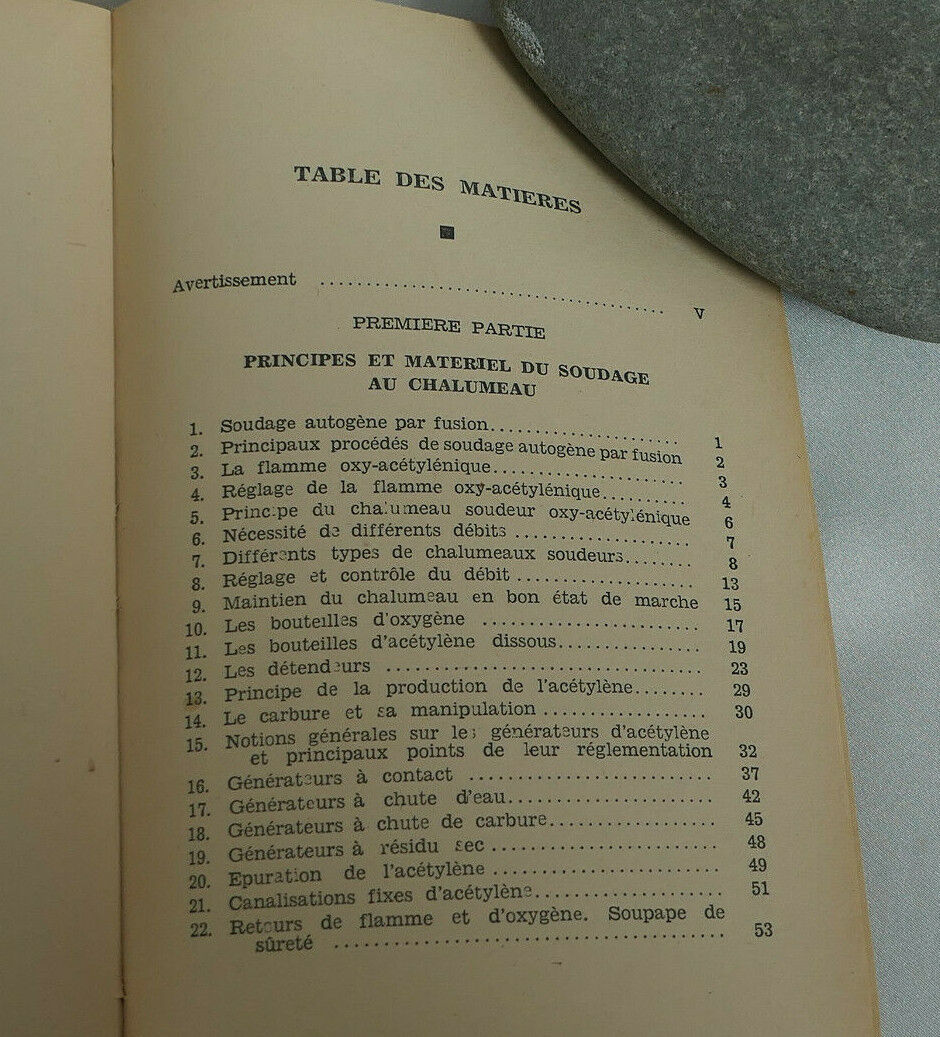 TABLE DES MATIERES
Avertissement .................................... V
PREMIERE PARTIE
PRINCIPES ET MATERIEL DU SOUDAGE
AU CHALUMEAU
1. Soudage autogène par fusion.................... 1
2. Principaux procédés de soudage autogène par fusion 2
3. La flamme oxy-acétylénique.................... 3
4. Réglage de la flamme oxy-acétylénique......... 4
5. Principe du chalumeau soudeur oxy-acétylénique 6
6. Nécessité de différents débits ................... 7
7. Différents types de chalumeaux soudeurs........ 8
8. Réglage et contrôle du débit ................... 13
9. Maintien du chalumeau en bon état de marche 15
10. Les bouteilles d'oxygène ....................... 17
11. Les bouteilles d'acétylène dissous............... 19
12. Les détendeurs ................................. 23
13. Principe de la production de l'acétylène........ 29
14. Le carbure et sa manipulation ................. 30
15. Notions générales sur les générateurs d'acétylène
et principaux points de leur réglementation 32
16. Générateurs à contact ......................... 37
17. Générateurs à chute d'eau...................... 42
18. Générateurs à chute de carbure................. 45
19. Générateurs à résidu sec ....................... 48
20. Epuration de l'acétylène ....................... 49
21. Canalisations fixes d'acétylène.................. 51
22. Retours de flamme et d'oxygène. Soupape de
sûreté ....................................... 53